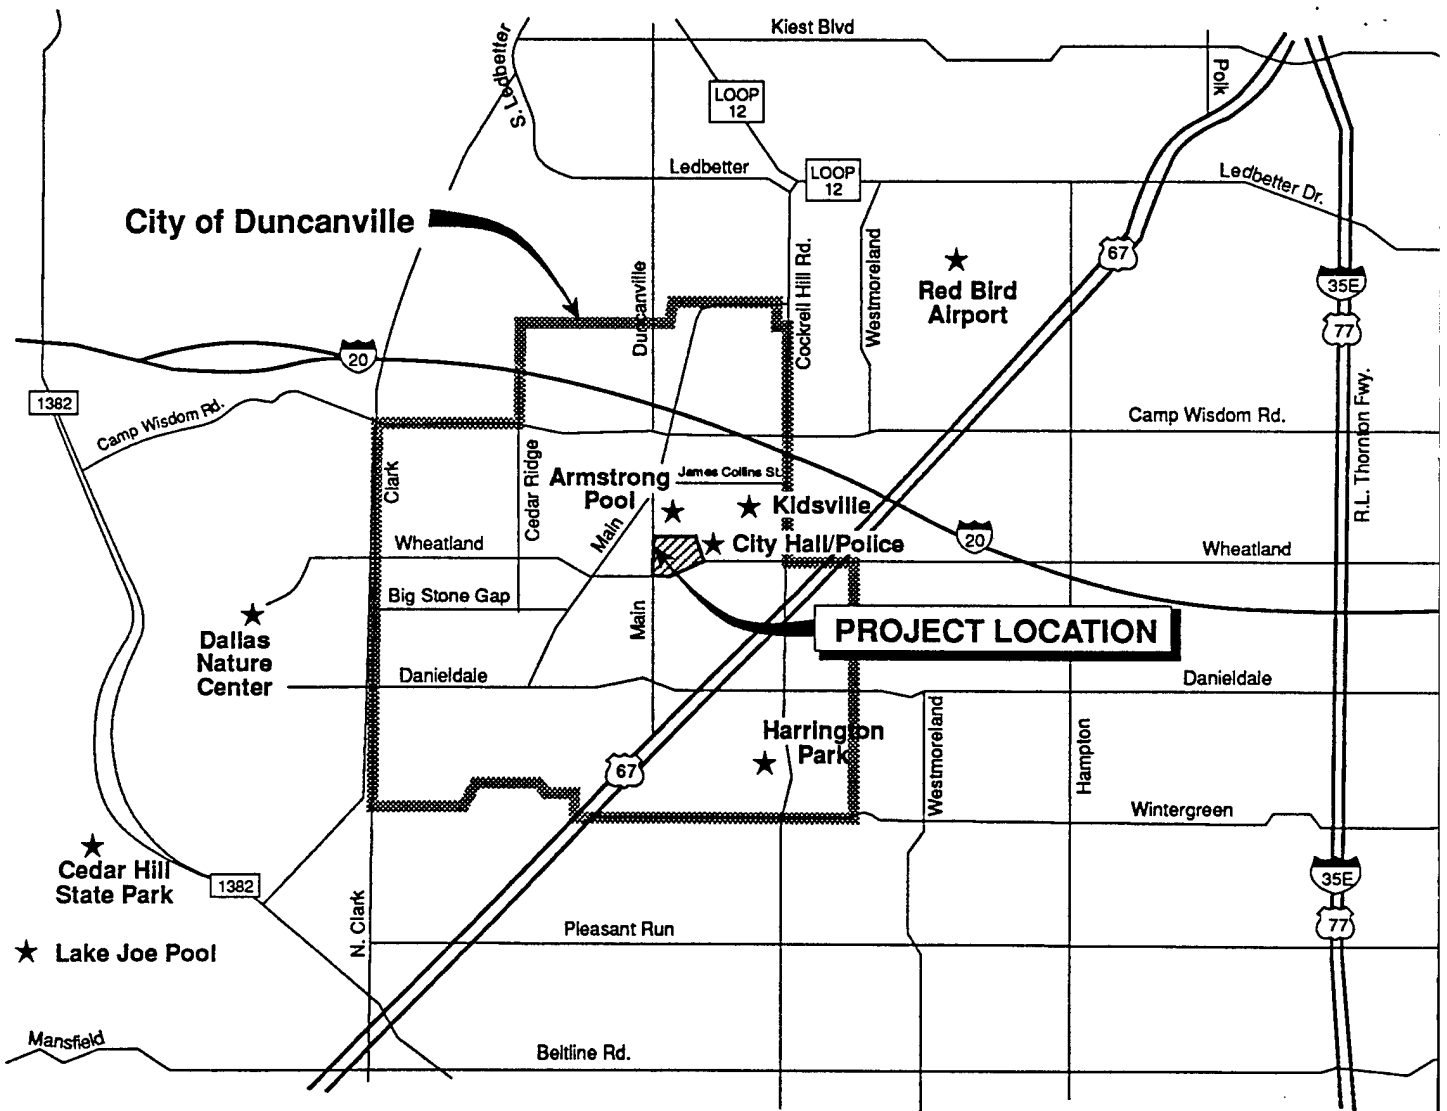 Kiest Blvd
S. Ledbetter
Polk
LOOP
12
Ledbetter
LOOP
12
Ledbetter Dr.
City of Duncanville
67
Duncanville
Cockrell Hill Rd.
Westmoreland
Red Bird
Airport
35E
77
20
1382
Camp Wisdom Rd.
Camp Wisdom Rd.
R.L. Thornton Fwy.
Clark
Cedar Ridge
Armstrong
Pool
James Collins St.
Kidsville
Main
City Hall/Police
20
Wheatland
Wheatland
Big Stone Gap
Main
PROJECT LOCATION
Dallas
Nature
Center
Danieldale
Danieldale
Harrington
Park
67
Westmoreland
Hampton
Wintergreen
Cedar Hill
State Park
1382
35E
77
N. Clark
Pleasant Run
Lake Joe Pool
Mansfield
Beltline Rd.